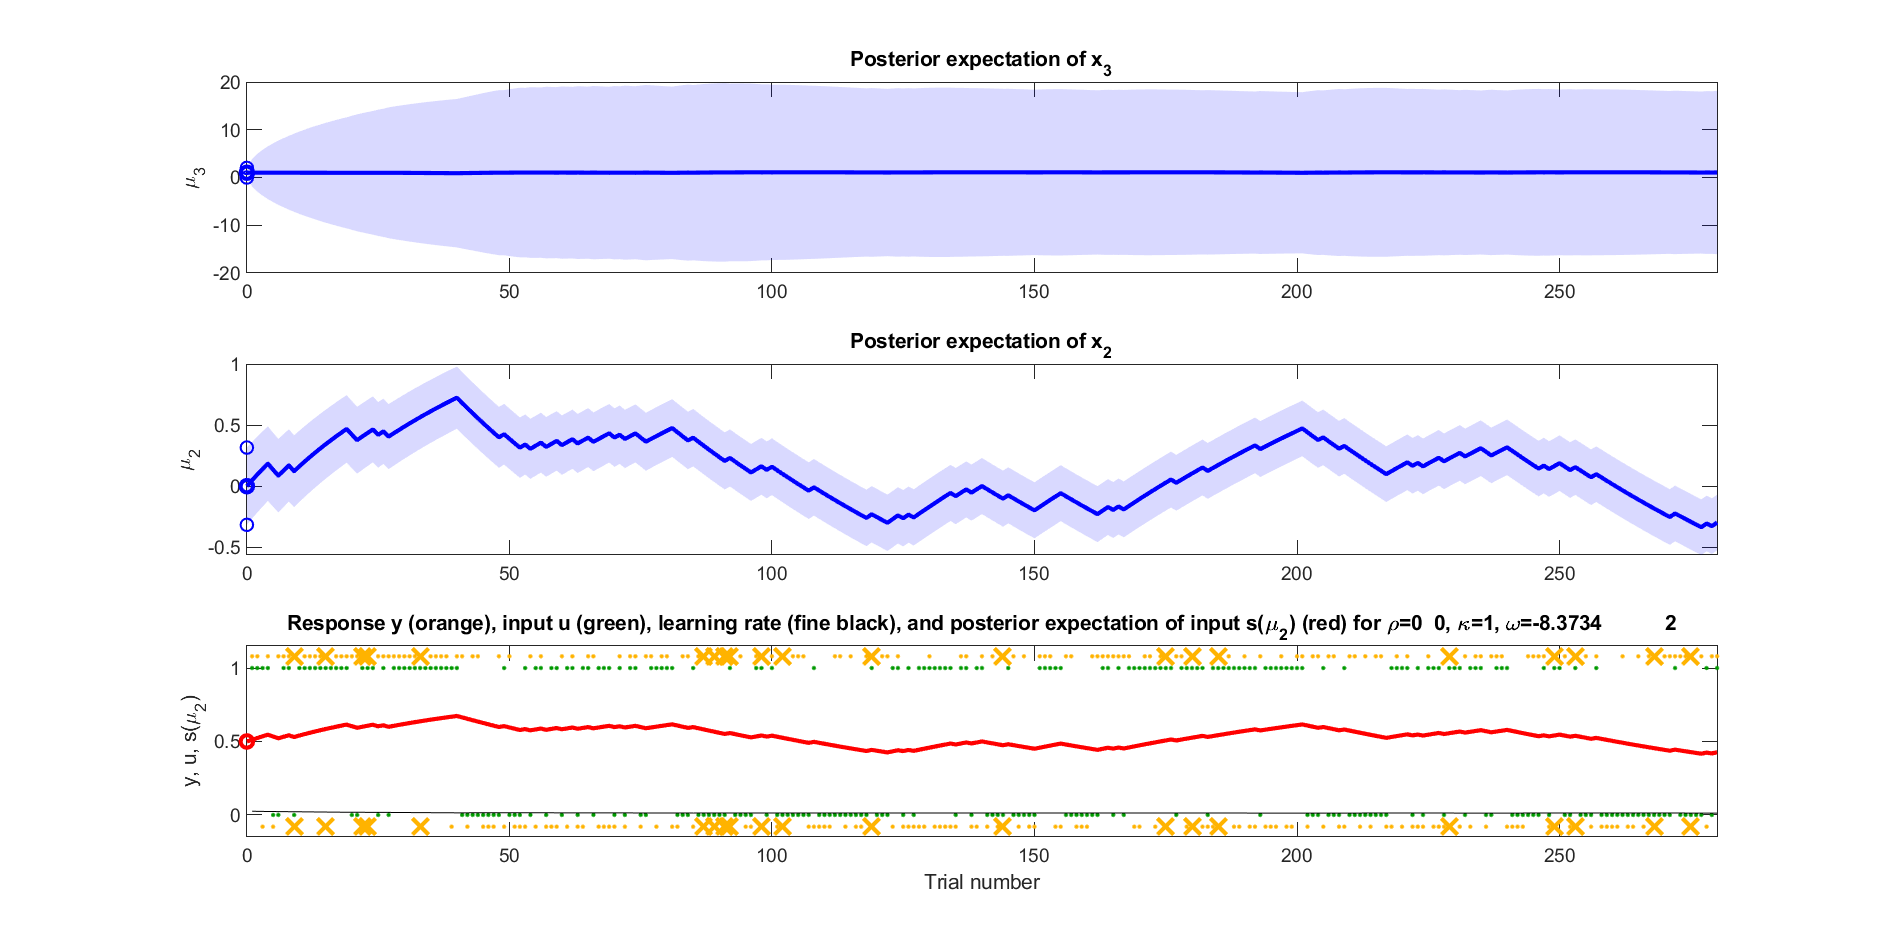 Posterior expectation of x3
20
10
0
-10
-20
μ3
0 50 100 150 200 250
Posterior expectation of x2
1
0.5
0
-0.5
μ2
0 50 100 150 200 250
Response y (orange), input u (green), learning rate (fine black), and posterior expectation of input s(μ2) (red) for ρ=0 0, κ=1, ω=-8.3734 2
1
0.5
0
y, u, s(μ2)
0 50 100 150 200 250
Trial number